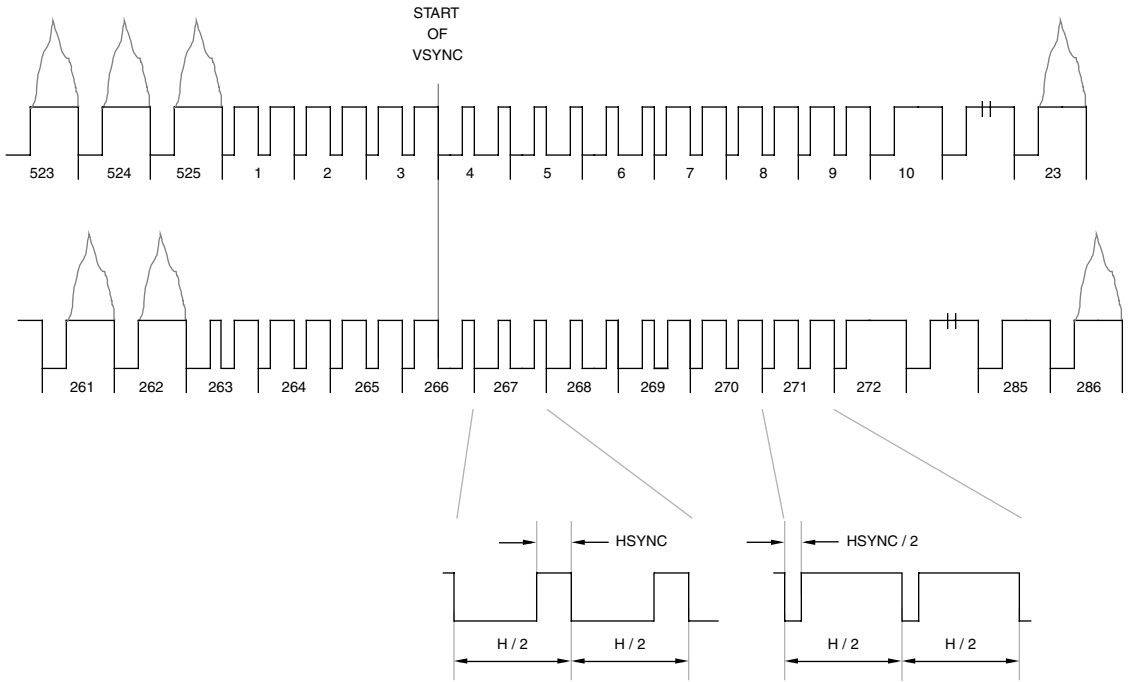 START
OF
VSYNC
523 524 525 1 2 3 4 5 6 7 8 9 10 23
261 262 263 264 265 266 267 268 269 270 271 272 285 286
HSYNC HSYNC / 2
H / 2 H / 2 H / 2 H / 2